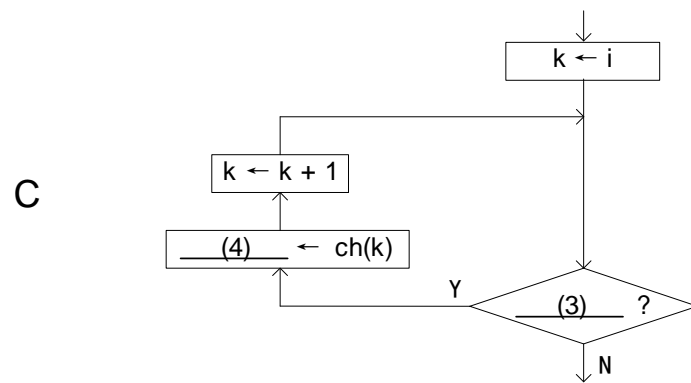 k ← i
k ← k + 1
C
(4) ← ch(k)
Y
(3) ?
N